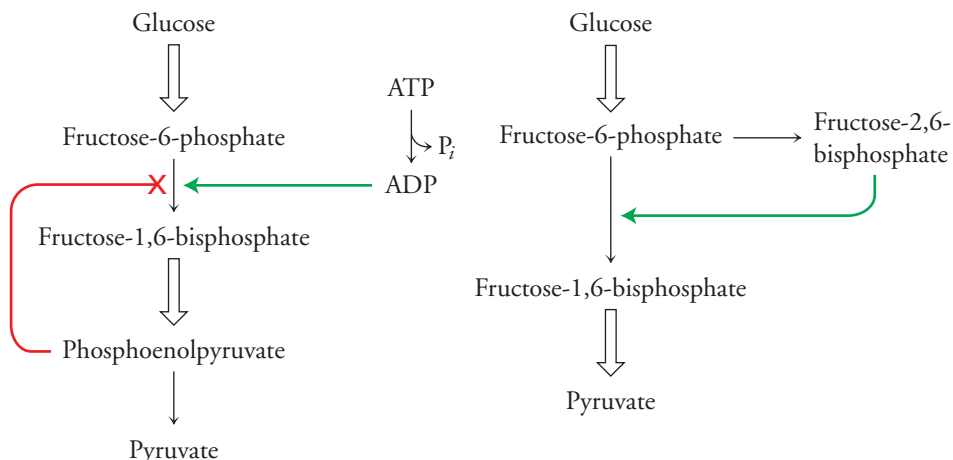 Glucose
ATP
Fructose-6-phosphate
P𝑖
ADP
Fructose-1,6-bisphosphate
Phosphoenolpyruvate
Pyruvate
Glucose
Fructose-6-phosphate
Fructose-2,6-
bisphosphate
Fructose-1,6-bisphosphate
Pyruvate